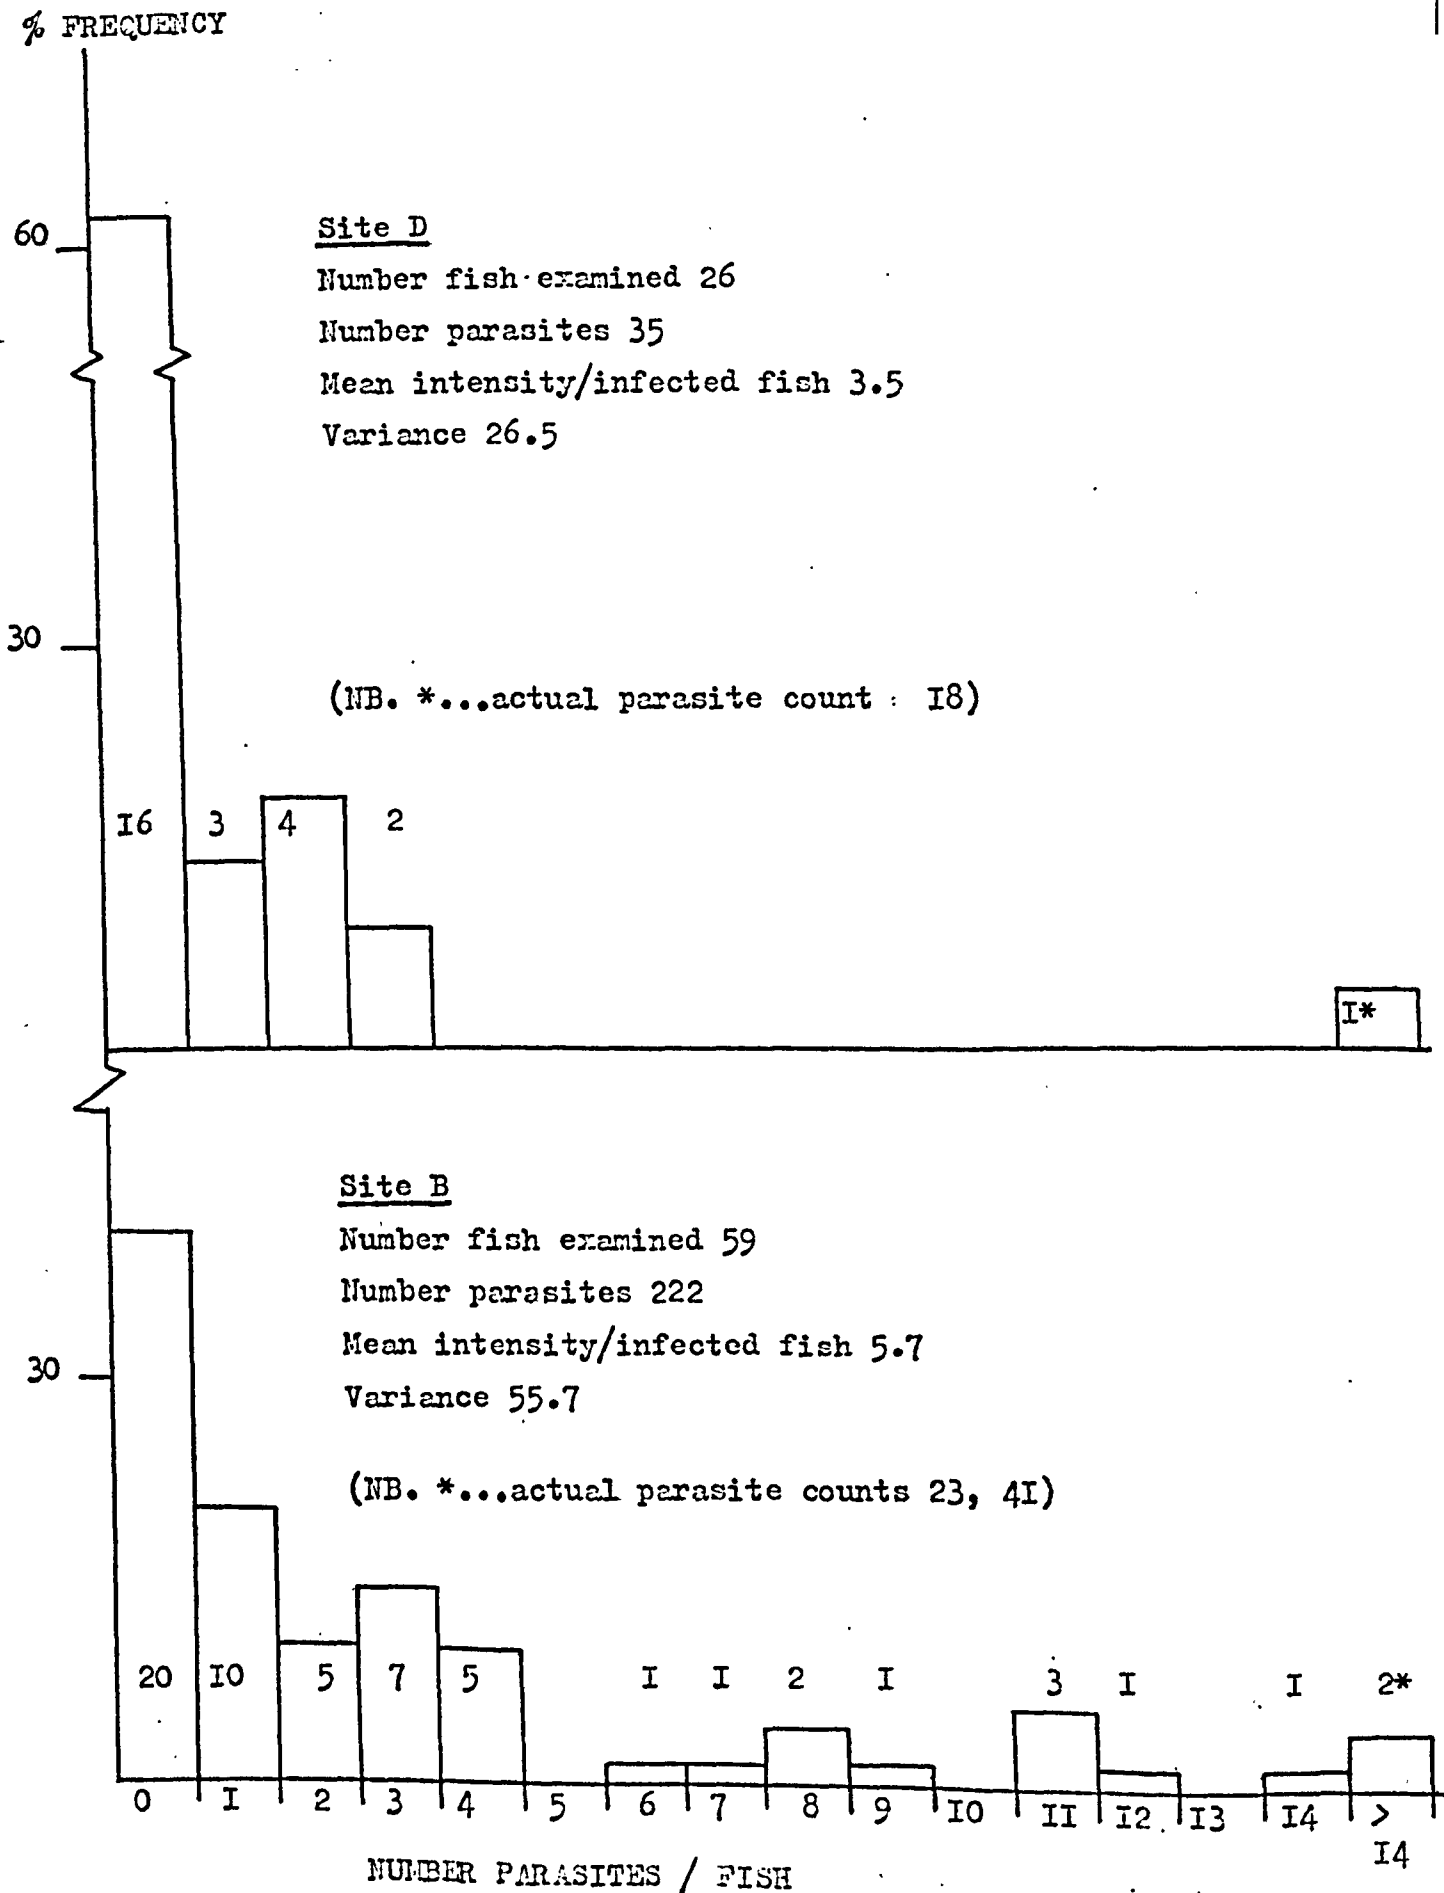 % FREQUENCY
60
Site D
Number fish examined 26
Number parasites 35
Mean intensity/infected fish 3.5
Variance 26.5
30
(NB. *...actual parasite count : I8)
I6 3 4 2
I*
Site B
Number fish examined 59
Number parasites 222
Mean intensity/infected fish 5.7
Variance 55.7
30
(NB. *...actual parasite counts 23, 4I)
20 I0 5 7 5 I I 2 I 3 I I 2*
0 I 2 3 4 5 6 7 8 9 I0 II I2 I3 I4 >
I4
NUMBER PARASITES / FISH